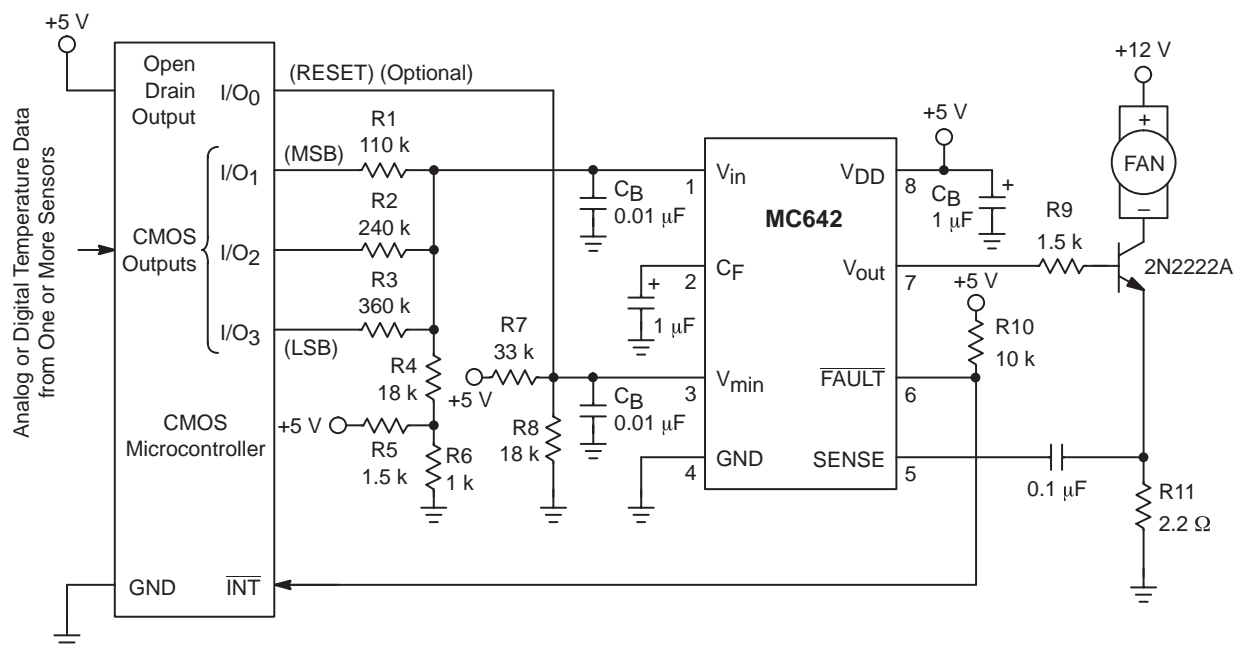 +5 V
Open
Drain
Output
I/O0
(RESET) (Optional)
Analog or Digital Temperature Data
from One or More Sensors
CMOS
Outputs
I/O1
(MSB)
I/O2
I/O3
(LSB)
CMOS
Microcontroller
GND
INT
R1
110 k
R2
240 k
R3
360 k
R4
18 k
+5 V
R5
1.5 k
R6
1 k
R7
33 k
+5 V
R8
18 k
CB
0.01 μF
1 μF
CB
0.01 μF
MC642
Vin
1
CF
2
Vmin
3
GND
4
VDD
8
Vout
7
FAULT
6
SENSE
5
+5 V
CB
1 μF
+
+
R9
1.5 k
+5 V
R10
10 k
0.1 μF
+12 V
+
FAN
–
2N2222A
R11
2.2 Ω